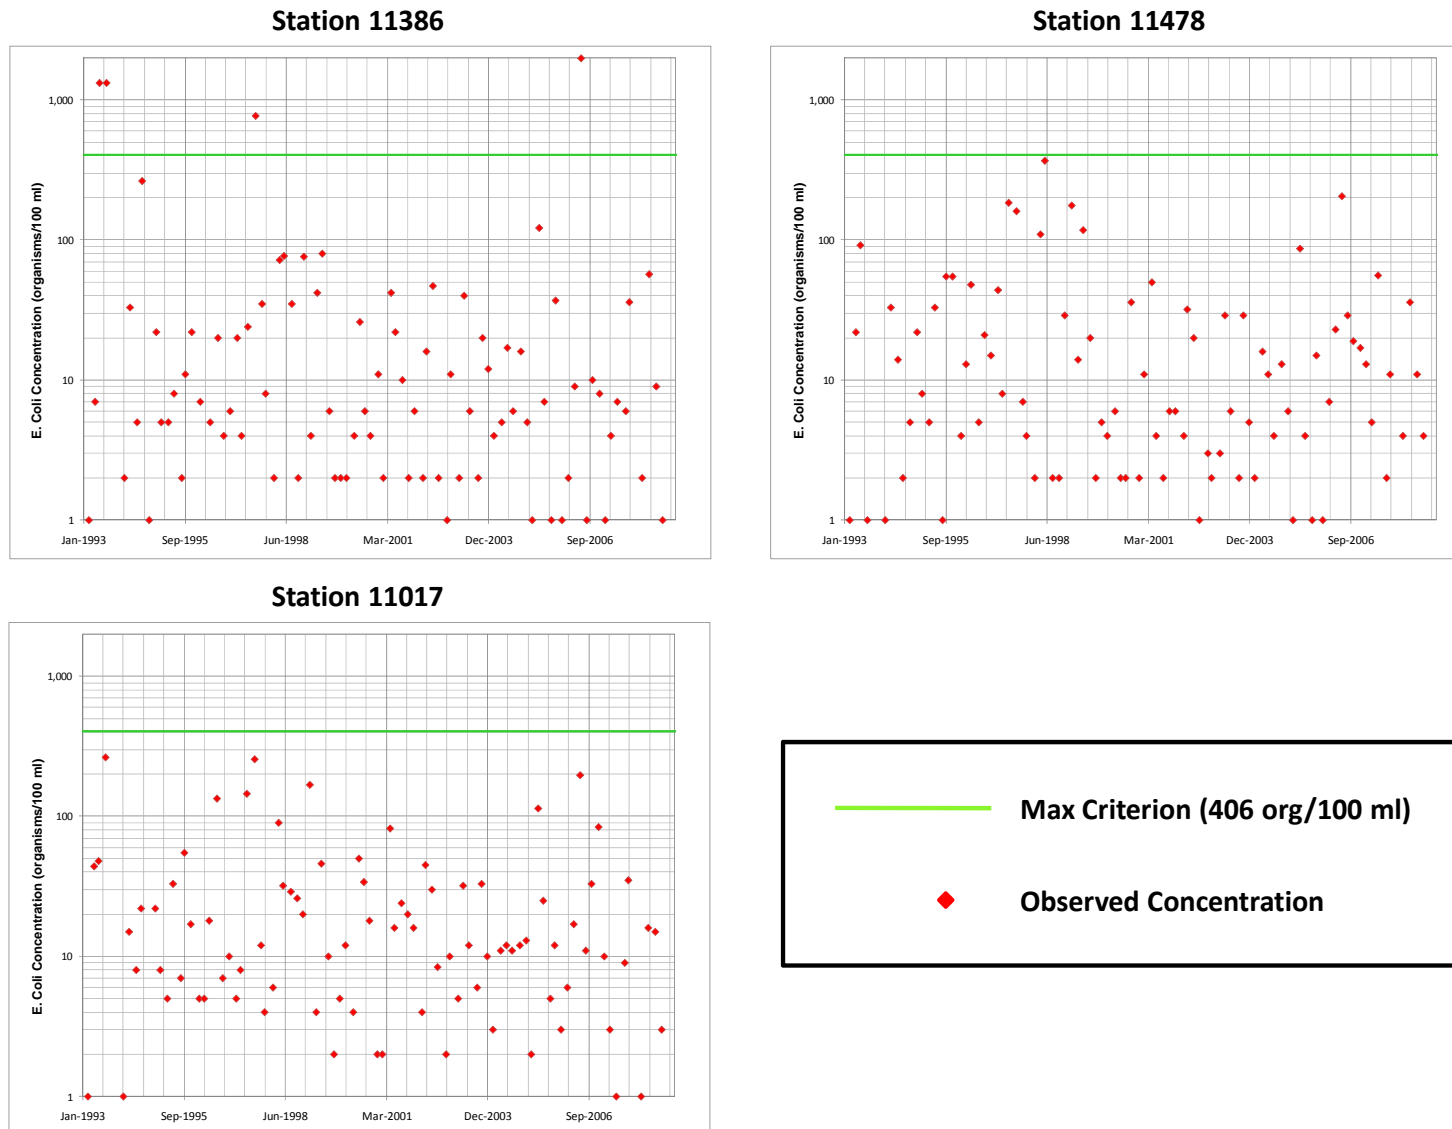 Station 11386
Station 11478
E. Coli Concentration (organisms/100 ml)
1,000
100
10
1
Jan-1993 Sep-1995 Jun-1998 Mar-2001 Dec-2003 Sep-2006
E. Coli Concentration (organisms/100 ml)
1,000
100
10
1
Jan-1993 Sep-1995 Jun-1998 Mar-2001 Dec-2003 Sep-2006
Station 11017
E. Coli Concentration (organisms/100 ml)
1,000
100
10
1
Jan-1993 Sep-1995 Jun-1998 Mar-2001 Dec-2003 Sep-2006
Max Criterion (406 org/100 ml)
Observed Concentration